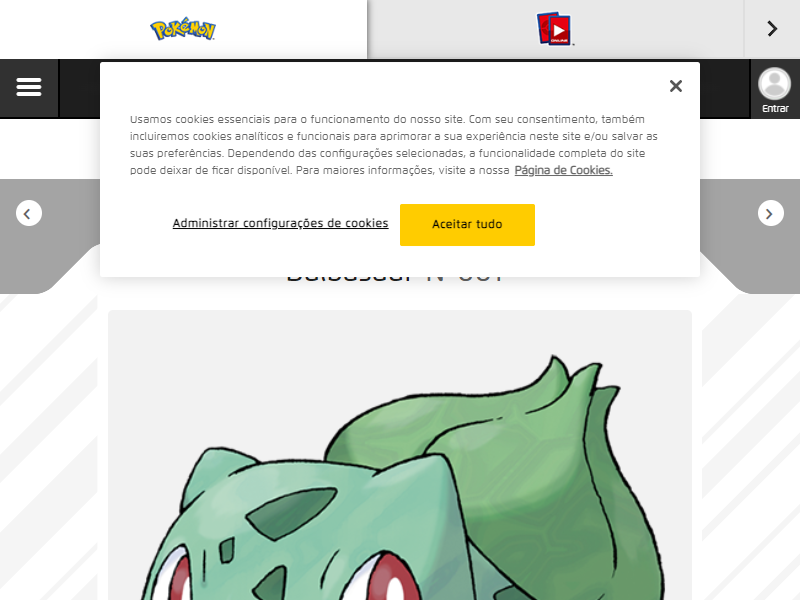 Pokémon
ONLINE
Entrar
Usamos cookies essenciais para o funcionamento do nosso site. Com seu consentimento, também
incluiremos cookies analíticos e funcionais para aprimorar a sua experiência neste site e/ou salvar as
suas preferências. Dependendo das configurações selecionadas, a funcionalidade completa do site
pode deixar de ficar disponível. Para maiores informações, visite a nossa Página de Cookies.
Administrar configurações de cookies
Aceitar tudo